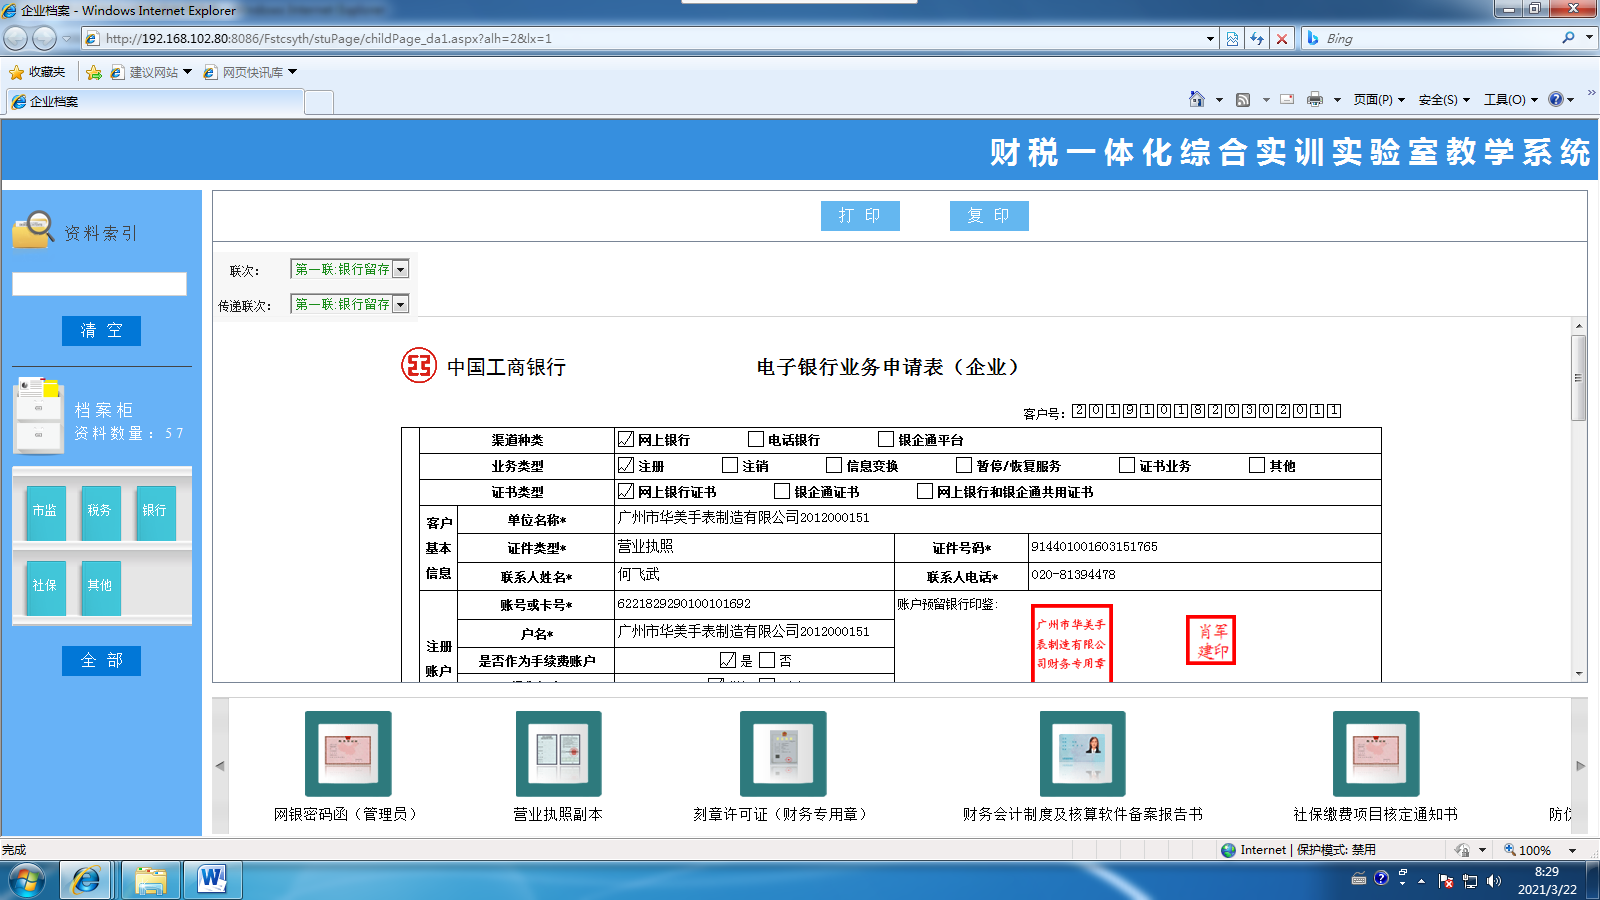 企业档案 - Windows Internet Explorer
http://192.168.102.80:8086/Fstcsyth/stuPage/childPage_da1.aspx?alh=2&lx=1
Bing
收藏夹
建议网站
网页快讯库
企业档案
页面(P)
安全(S)
工具(O)
财税一体化综合实训实验室教学系统
资料索引
清 空
档案柜
资料数量：57
市监
税务
银行
社保
其他
全 部
打 印
复 印
联次：
第一联:银行留存
传递联次：
第一联:银行留存
中国工商银行
电子银行业务申请表（企业）
客户号：
2019101820302011
渠道种类 网上银行 电话银行 银企通平台
业务类型 注册 注销 信息变换 暂停/恢复服务 证书业务 其他
证书类型 网上银行证书 银企通证书 网上银行和银企通共用证书
客户
基本
信息
单位名称* 广州市华美手表制造有限公司2012000151
证件类型* 营业执照 证件号码* 914401001603151765
联系人姓名* 何飞武 联系人电话* 020-81394478
注册
账户
账号或卡号* 6221829290100101692
户名* 广州市华美手表制造有限公司2012000151
是否作为手续费账户 是 否
账户预留银行印鉴:
广州市华美手
表制造有限公
司财务专用章
肖军
建印
网银密码函（管理员）
营业执照副本
刻章许可证（财务专用章）
财务会计制度及核算软件备案报告书
社保缴费项目核定通知书
完成
Internet | 保护模式: 禁用
100%
8:29
2021/3/22